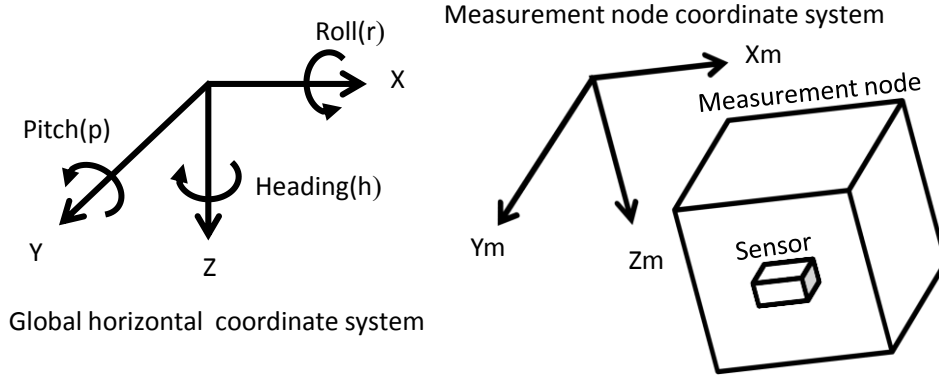 Roll(r)
X
Pitch(p)
Heading(h)
Y
Z
Global horizontal coordinate system
Measurement node coordinate system
Xm
Measurement node
Ym
Zm
Sensor